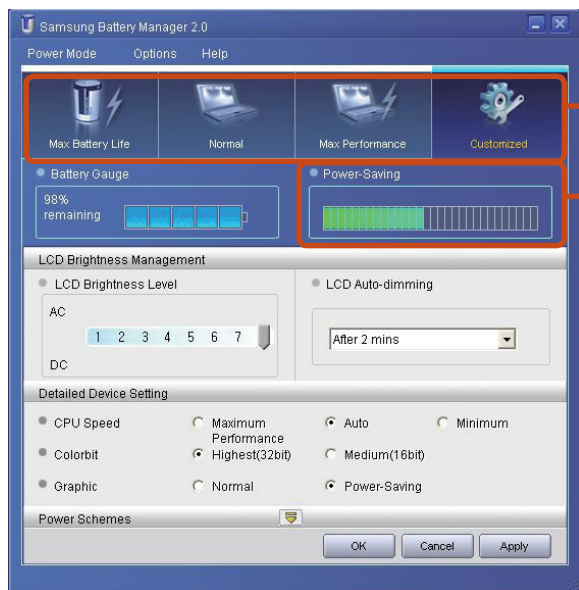 Samsung Battery Manager 2.0
Power Mode Options Help
Max Battery Life Normal Max Performance Customized
Battery Gauge Power-Saving
98%
remaining
LCD Brightness Management
LCD Brightness Level LCD Auto-dimming
AC
1 2 3 4 5 6 7 After 2 mins
DC
Detailed Device Setting
CPU Speed Maximum Performance Auto Minimum
Colorbit Highest(32bit) Medium(16bit)
Graphic Normal Power-Saving
Power Schemes
OK Cancel Apply